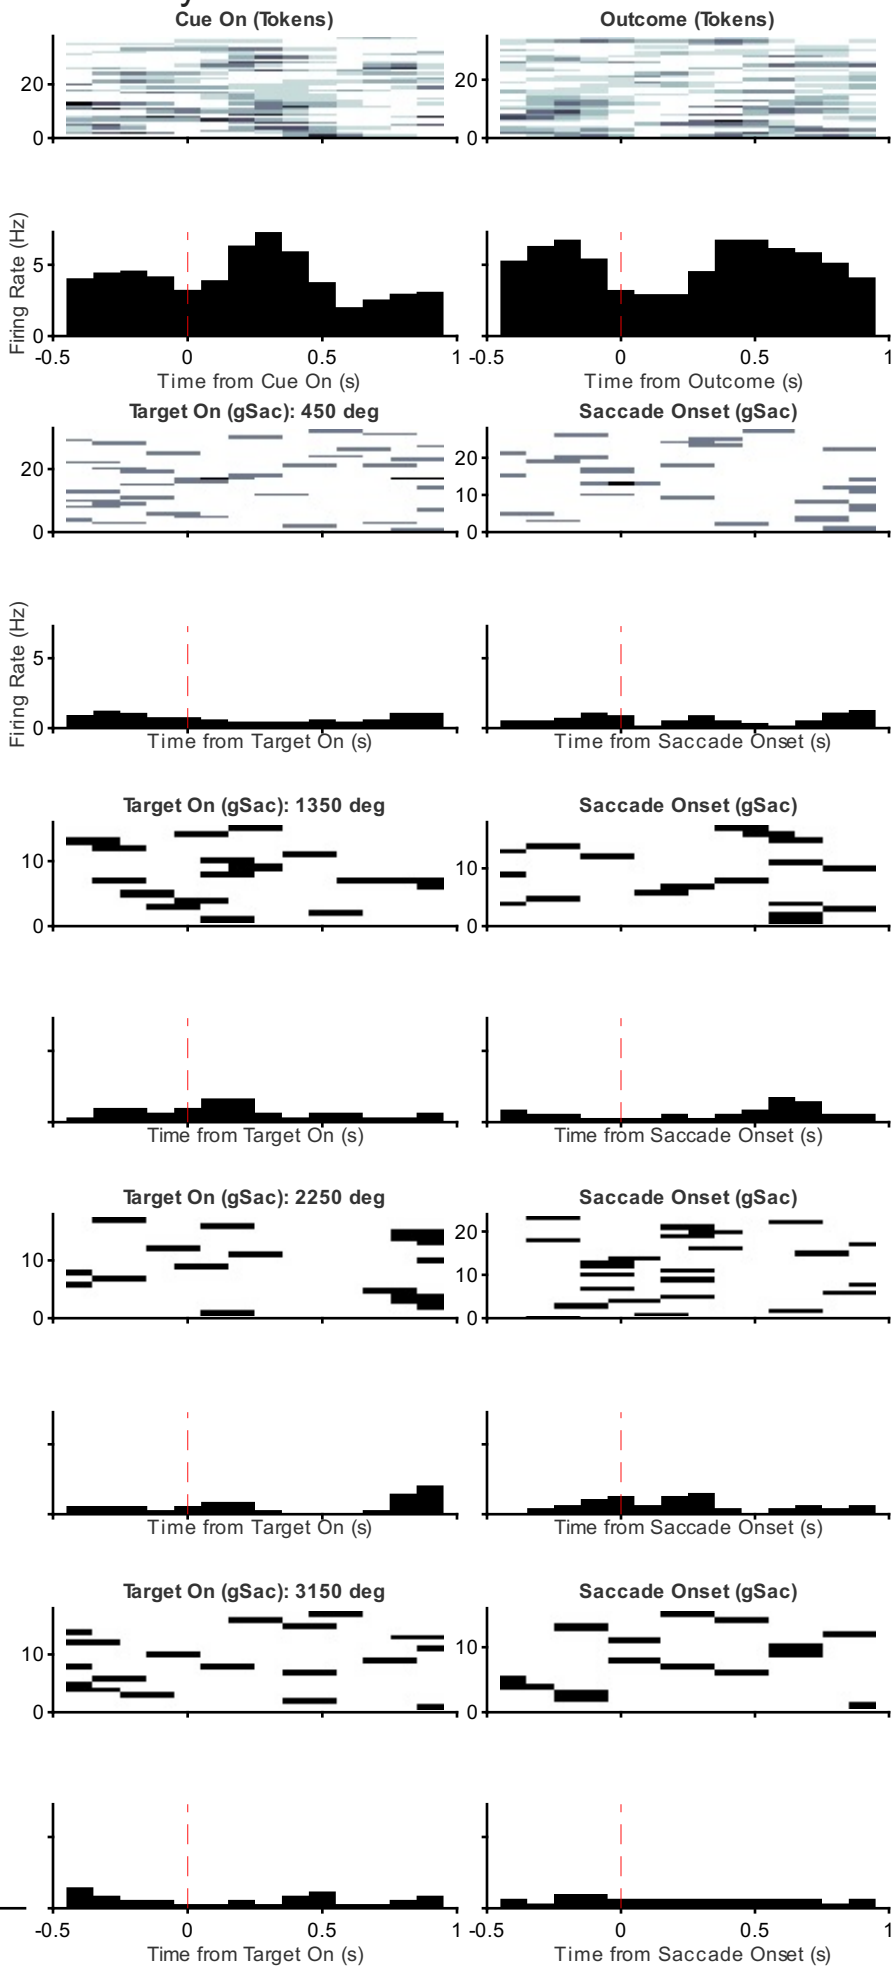 Cue On (Tokens) Outcome (Tokens)
20 20
0 0
Firing Rate (Hz)
5
0
-0.5 0 0.5 1 -0.5 0 0.5 1
Time from Cue On (s) Time from Outcome (s)
Target On (gSac): 450 deg Saccade Onset (gSac)
20 20
10
0 0
Firing Rate (Hz)
5
0
Time from Target On (s) Time from Saccade Onset (s)
Target On (gSac): 1350 deg Saccade Onset (gSac)
10 10
0 0
Time from Target On (s) Time from Saccade Onset (s)
Target On (gSac): 2250 deg Saccade Onset (gSac)
20
10 10
0 0
Time from Target On (s) Time from Saccade Onset (s)
Target On (gSac): 3150 deg Saccade Onset (gSac)
10 10
0 0
-0.5 0 0.5 1 -0.5 0 0.5 1
Time from Target On (s) Time from Saccade Onset (s)